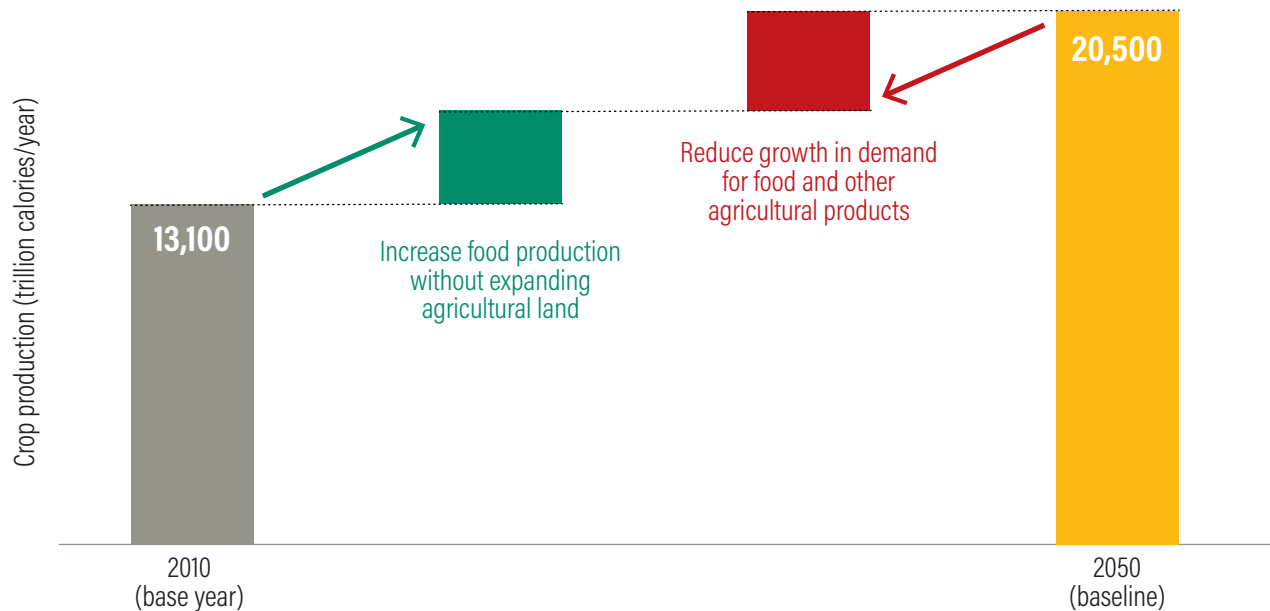 Crop production (trillion calories/year)
13,100
Increase food production
without expanding
agricultural land
Reduce growth in demand
for food and other
agricultural products
20,500
2010
(base year)
2050
(baseline)